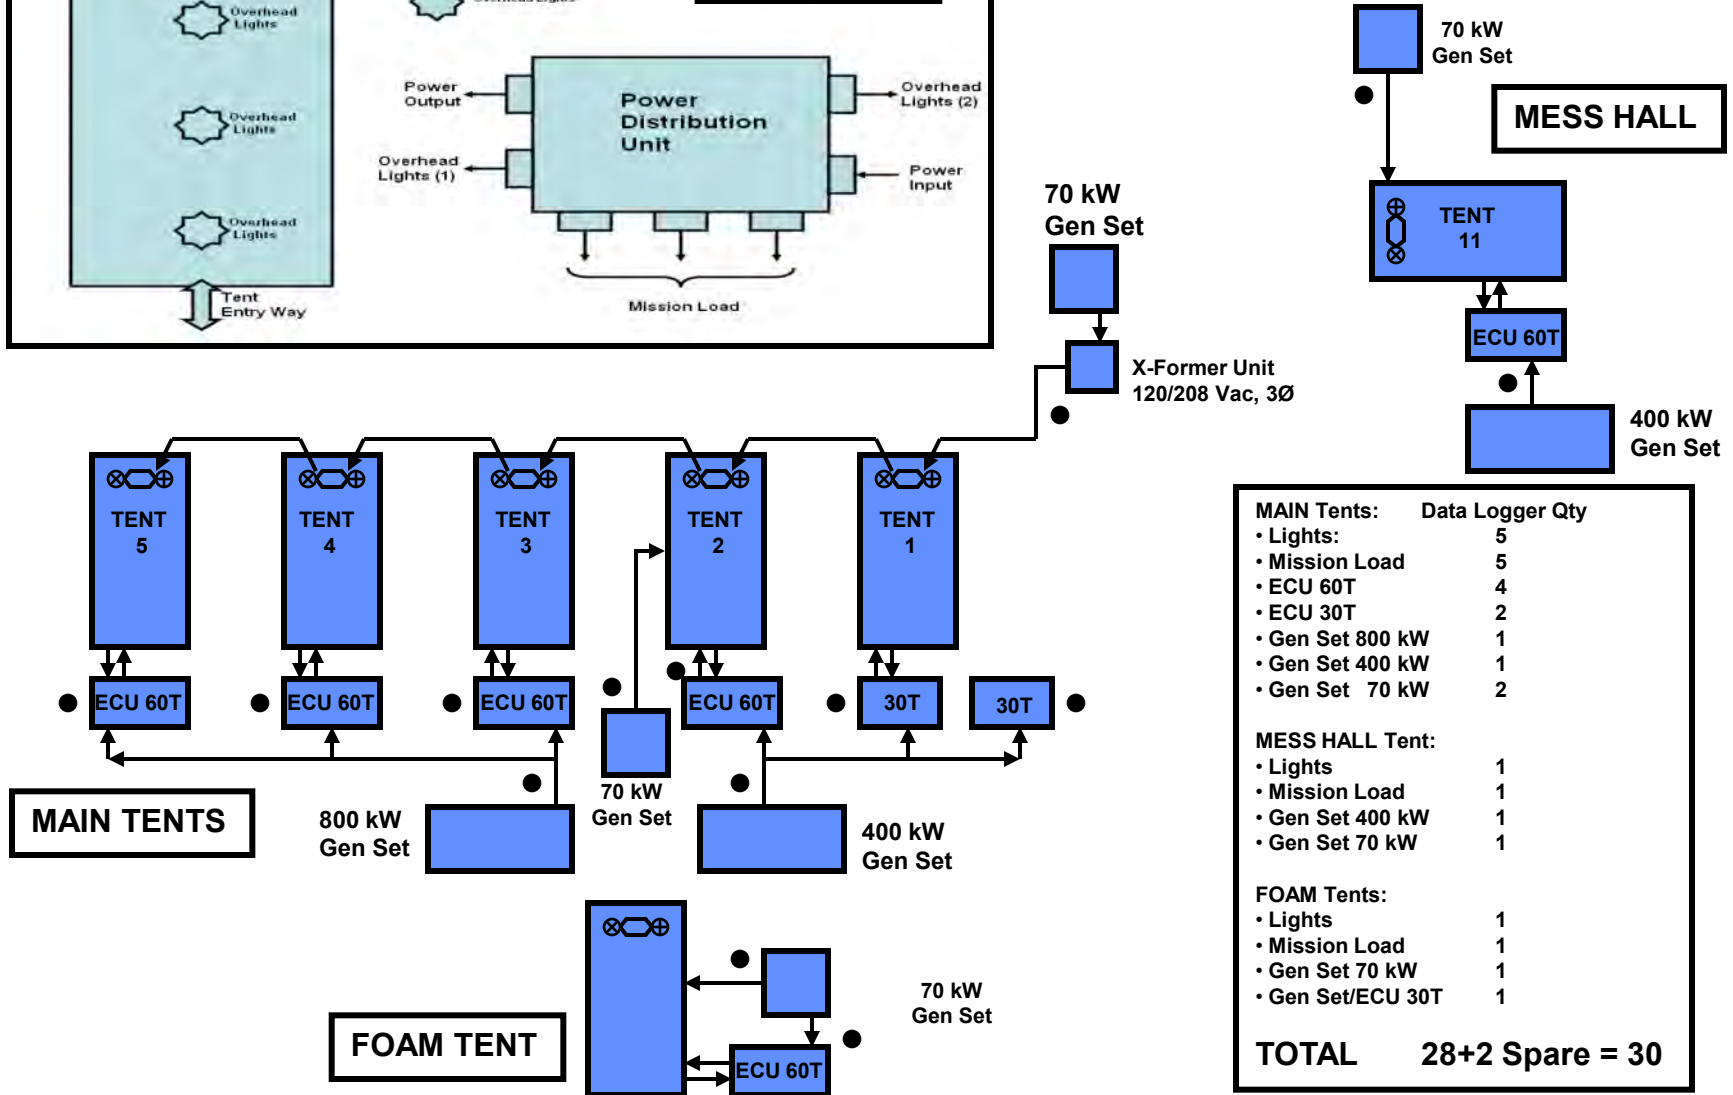 Overhead
Lights
Overhead Lights
Overhead
Lights
Overhead
Lights
Tent
Entry Way
Power
Output
Overhead
Lights (1)
Power
Distribution
Unit
Overhead
Lights (2)
Power
Input
Mission Load
70 kW
Gen Set
MESS HALL
TENT
11
ECU 60T
400 kW
Gen Set
70 kW
Gen Set
X-Former Unit
120/208 Vac, 3Ø
TENT
5
TENT
4
TENT
3
TENT
2
TENT
1
ECU 60T
ECU 60T
ECU 60T
ECU 60T
30T
30T
MAIN TENTS
800 kW
Gen Set
70 kW
Gen Set
400 kW
Gen Set
FOAM TENT
70 kW
Gen Set
ECU 60T
MAIN Tents: Data Logger Qty
• Lights: 5
• Mission Load 5
• ECU 60T 4
• ECU 30T 2
• Gen Set 800 kW 1
• Gen Set 400 kW 1
• Gen Set 70 kW 2
MESS HALL Tent:
• Lights 1
• Mission Load 1
• Gen Set 400 kW 1
• Gen Set 70 kW 1
FOAM Tents:
• Lights 1
• Mission Load 1
• Gen Set 70 kW 1
• Gen Set/ECU 30T 1
TOTAL 28+2 Spare = 30